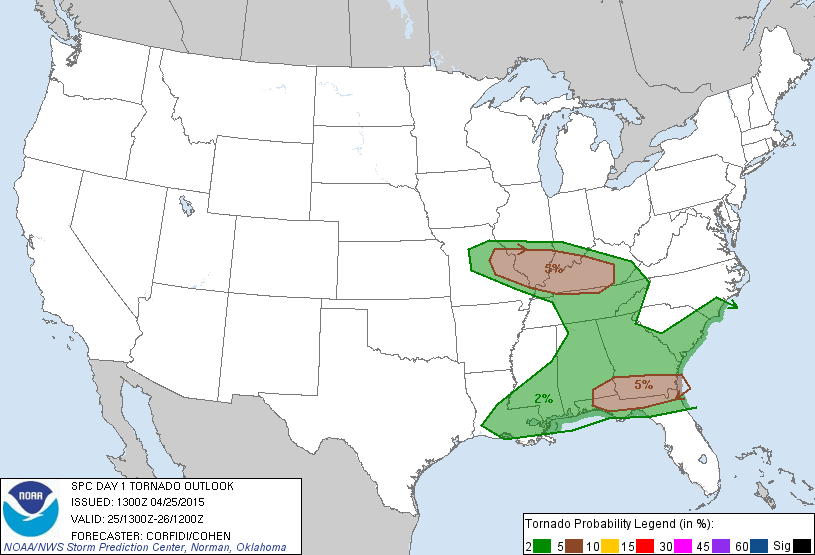 5%
2%
5%
NOAA
SPC DAY 1 TORNADO OUTLOOK
ISSUED: 1300Z 04/25/2015
VALID: 25/1300Z-26/1200Z
FORECASTER: CORFIDI/COHEN
NOAA/NWS Storm Prediction Center, Norman, Oklahoma
Tornado Probability Legend (in %):
2 5 10 15 30 45 60 Sig